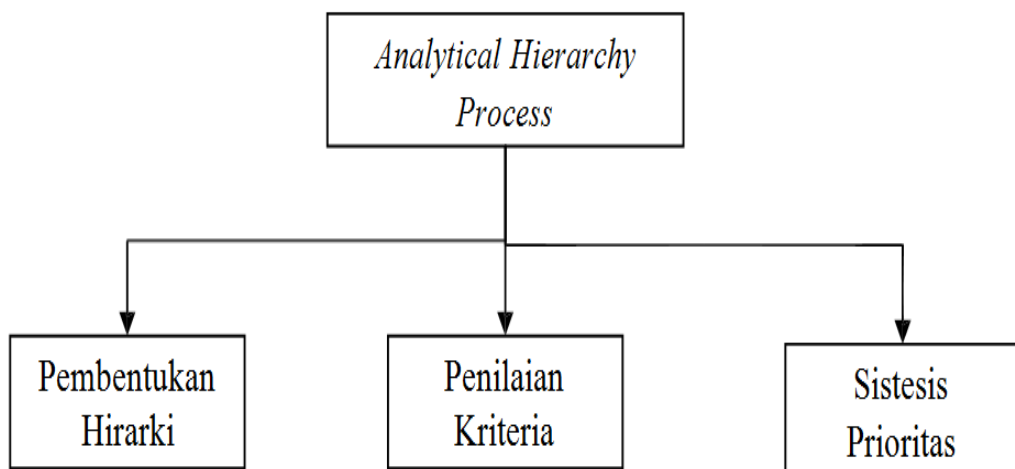 Analytical Hierarchy
Process
Pembentukan
Hirarki
Penilaian
Kriteria
Sistesis
Prioritas